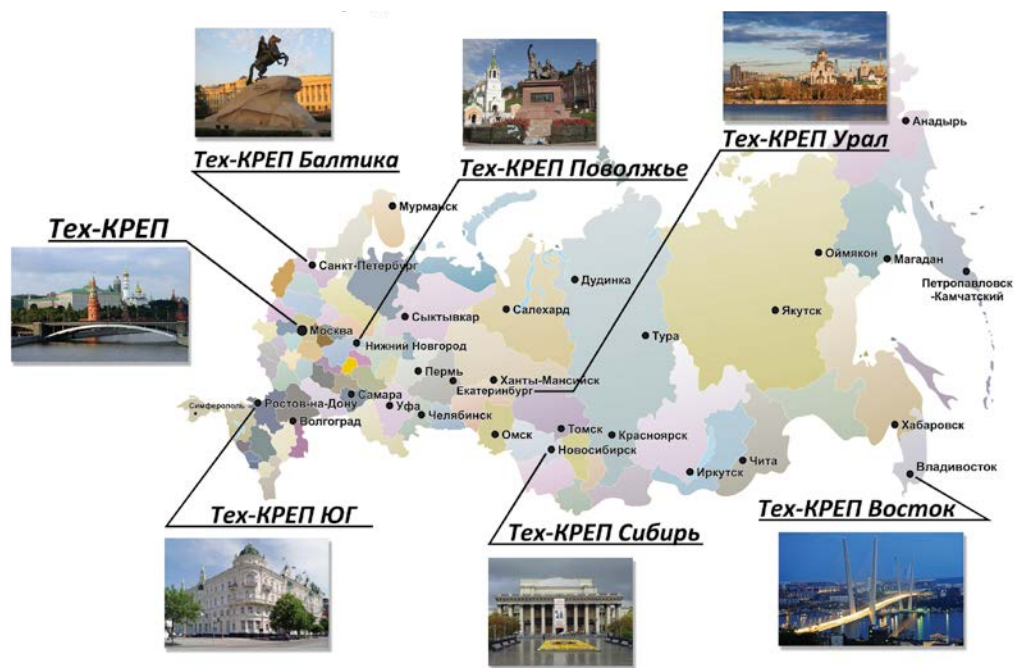 Тех-КРЕП Балтика
Тех-КРЕП Поволжье
Тех-КРЕП Урал
Анадырь
Мурманск
Тех-КРЕП
Санкт-Петербург
Оймякон
Магадан
Дудинка
Петропавловск
-Камчатский
Салехард
Сыктывкар
Якутск
Москва
Тура
Нижний Новгород
Пермь
Ханты-Мансийск
Екатеринбург
Самара
Симферополь
Ростов-на-Дону
Уфа
Челябинск
Волгоград
Хабаровск
Томск
Омск
Красноярск
Новосибирск
Чита
Иркутск
Владивосток
Тех-КРЕП ЮГ
Тех-КРЕП Сибирь
Тех-КРЕП Восток